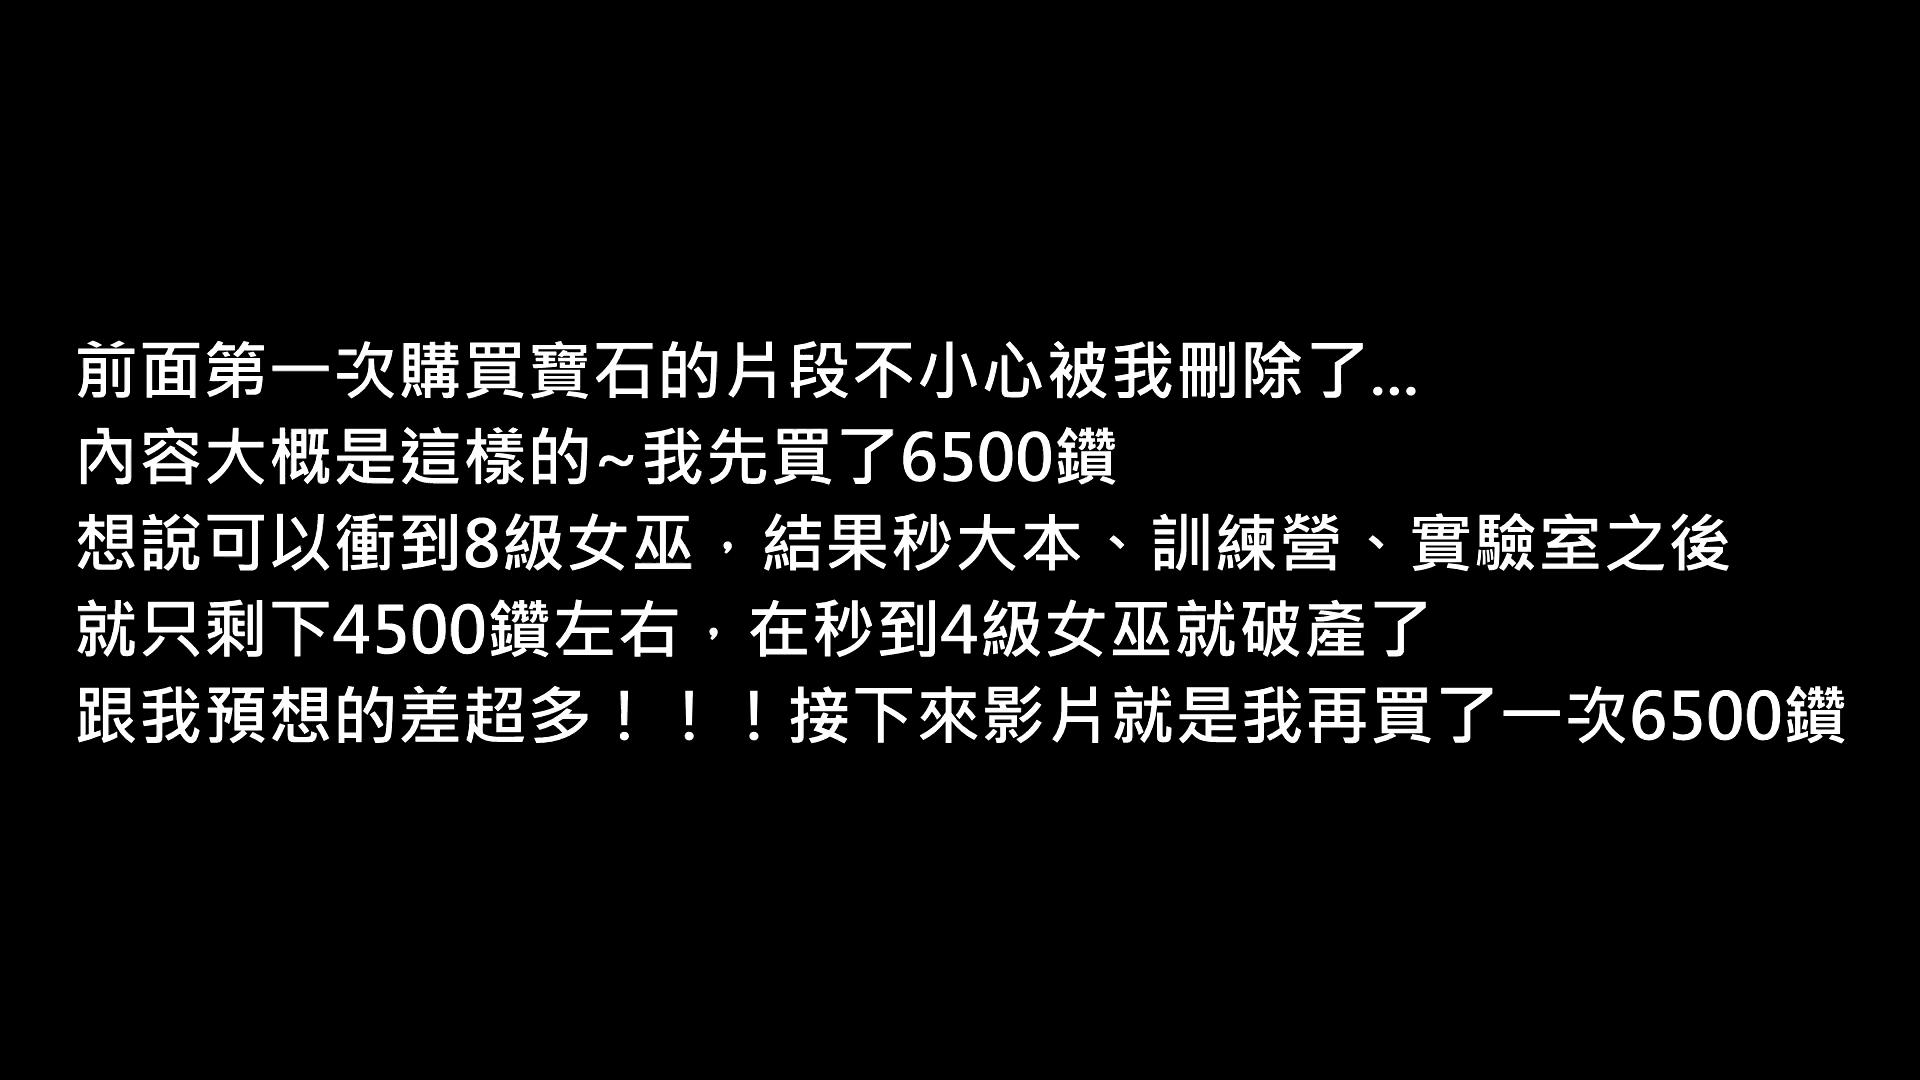 前面第一次購買寶石的片段不小心被我刪除了...
內容大概是這樣的~我先買了6500鑽
想說可以衝到8級女巫，結果秒大本、訓練營、實驗室之後
就只剩下4500鑽左右，在秒到4級女巫就破產了
跟我預想的差超多！！！接下來影片就是我再買了一次6500鑽